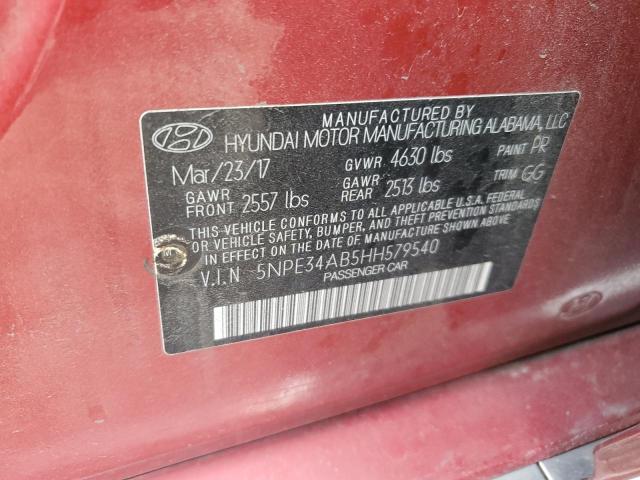 MANUFACTURED BY
HYUNDAI MOTOR MANUFACTURING ALABAMA, LLC
Mar/23/17 GVWR 4630 lbs PAINT PR
GAWR FRONT 2557 lbs GAWR REAR 2513 lbs TRIM GG
THIS VEHICLE CONFORMS TO ALL APPLICABLE U.S.A. FEDERAL
MOTOR VEHICLE SAFETY, BUMPER, AND THEFT PREVENTION STANDARDS
IN EFFECT ON THE DATE OF MANUFACTURE SHOWN ABOVE.
V.I.N 5NPE34AB5HH579540
PASSENGER CAR